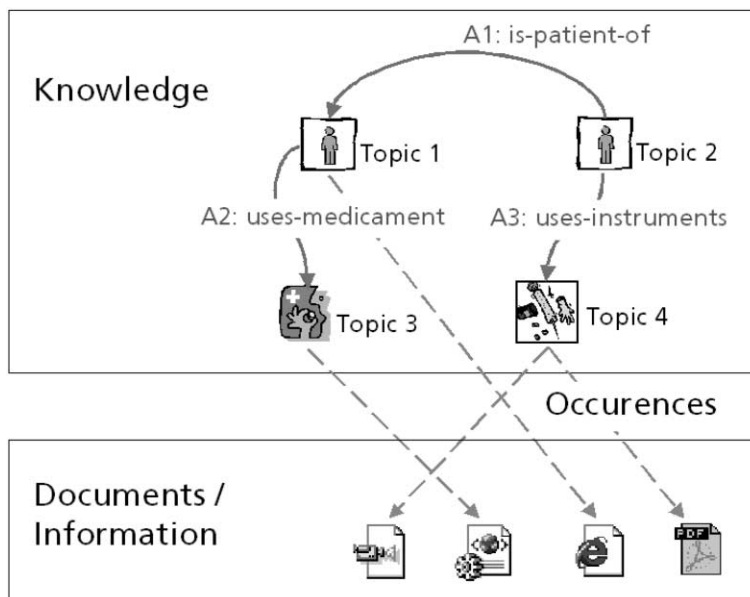 A1: is-patient-of
Knowledge
Topic 1
Topic 2
A2: uses-medicament
A3: uses-instruments
Topic 3
Topic 4
Occurences
Documents /
Information
PDF